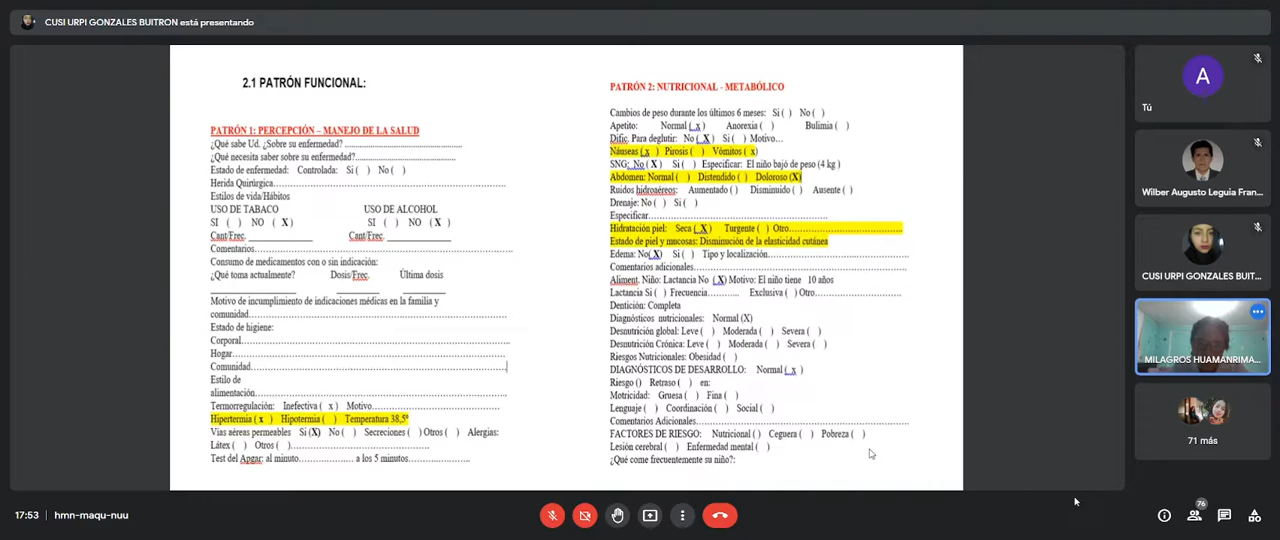 CUSI URPI GONZALES BUITRON está presentando
2.1 PATRÓN FUNCIONAL:
PATRÓN 1: PERCEPCIÓN – MANEJO DE LA SALUD
¿Qué sabe Ud. ¿Sobre su enfermedad? ............................................
¿Qué necesita saber sobre su enfermedad?......................................
Estado de enfermedad: Controlada: Si ( ) No ( )
Herida Quirúrgica...........................................................................
Estilos de vida/Hábitos
USO DE TABACO USO DE ALCOHOL
SI ( ) NO ( X ) SI ( ) NO ( X )
Cant/Frec. ______________ Cant/Frec. ______________
Comentarios...................................................................................
Consumo de medicamentos con o sin indicación:
¿Qué toma actualmente? Dosis/Frec. Última dosis
__________________ _________ _________
Motivo de incumplimiento de indicaciones médicas en la familia y
comunidad......................................................................................
Estado de higiene:
Corporal.........................................................................................
Hogar.............................................................................................
Comunidad.....................................................................................
Estilo de
alimentación....................................................................................
Termorregulación: Inefectiva ( x ) Motivo........................................
Hipertermia ( x ) Hipotermia ( ) Temperatura 38,5°
Vías aéreas permeables Si (X) No ( ) Secreciones ( ) Otros ( ) Alergias:
Látex ( ) Otros ( )..............................................
Test del Apgar: al minuto.................... a los 5 minutos....................
PATRÓN 2: NUTRICIONAL - METABÓLICO
Cambios de peso durante los últimos 6 meses: Si ( ) No ( )
Apetito: Normal ( x ) Anorexia ( ) Bulimia ( )
Dific. Para deglutir: No ( X ) Si ( ) Motivo...
Náuseas ( x ) Pirosis ( ) Vómitos ( x)
SNG: No ( X ) Si ( ) Especificar: El niño bajó de peso (4 kg )
Abdomen: Normal ( ) Distendido ( ) Doloroso (X)
Ruidos hidroaéreos: Aumentado ( ) Disminuido ( ) Ausente ( )
Drenaje: No ( ) Si ( )
Especificar............................................................
Hidratación piel: Seca ( X ) Turgente ( ) Otro.......................................
Estado de piel y mucosas: Disminución de la elasticidad cutánea
Edema: No( X ) Si ( ) Tipo y localización................................................
Comentarios adicionales.......................................................................
Aliment. Niño: Lactancia No ( X ) Motivo: El niño tiene 10 años
Lactancia Si ( ) Frecuencia........... Exclusiva ( ) Otro.............................
Dentición: Completa
Diagnósticos nutricionales: Normal (X)
Desnutrición global: Leve ( ) Moderada ( ) Severa ( )
Desnutrición Crónica: Leve ( ) Moderada ( ) Severa ( )
Riesgos Nutricionales: Obesidad ( )
DIAGNÓSTICOS DE DESARROLLO: Normal ( x )
Riesgo () Retraso ( ) en:
Motricidad: Gruesa ( ) Fina ( )
Lenguaje ( ) Coordinación ( ) Social ( )
Comentarios Adicionales.......................................................................
FACTORES DE RIESGO: Nutricional ( ) Ceguera ( ) Pobreza ( )
Lesión cerebral ( ) Enfermedad mental ( )
¿Qué come frecuentemente su niño?:
A
Tú
Wilber Augusto Leguia Fran...
CUSI URPI GONZALES BUIT...
MILAGROS HUAMANRIMA...
71 más
17:53 hmn-maqu-nuu
76